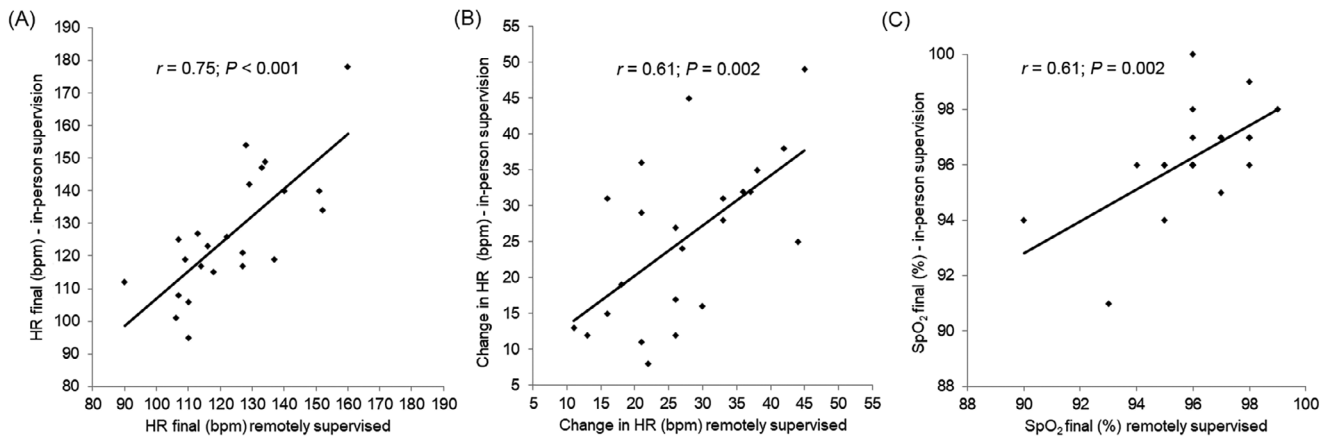 (A)
r = 0.75; P < 0.001
HR final (bpm) - in-person supervision
190
180
170
160
150
140
130
120
110
100
90
80
80 90 100 110 120 130 140 150 160 170 180 190
HR final (bpm) remotely supervised
(B)
r = 0.61; P = 0.002
Change in HR (bpm) - in-person supervision
55
50
45
40
35
30
25
20
15
10
5
5 15 25 35 45 55
Change in HR (bpm) remotely supervised
(C)
r = 0.61; P = 0.002
SpO₂ final (%) - in-person supervision
100
98
96
94
92
90
88
88 90 92 94 96 98 100
SpO₂ final (%) remotely supervised